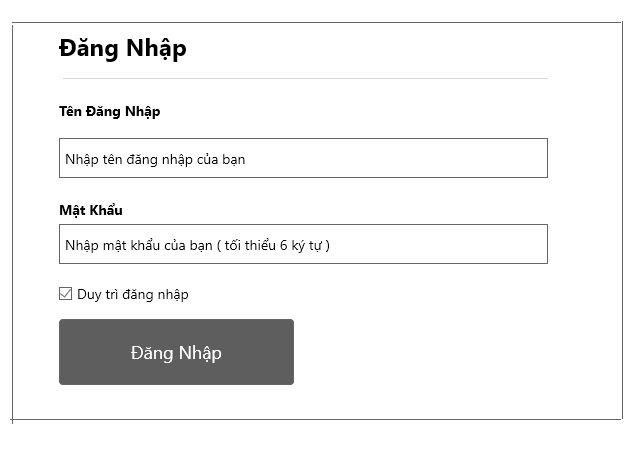 Đăng Nhập
Tên Đăng Nhập
Nhập tên đăng nhập của bạn
Mật Khẩu
Nhập mật khẩu của bạn ( tối thiểu 6 ký tự )
Duy trì đăng nhập
Đăng Nhập